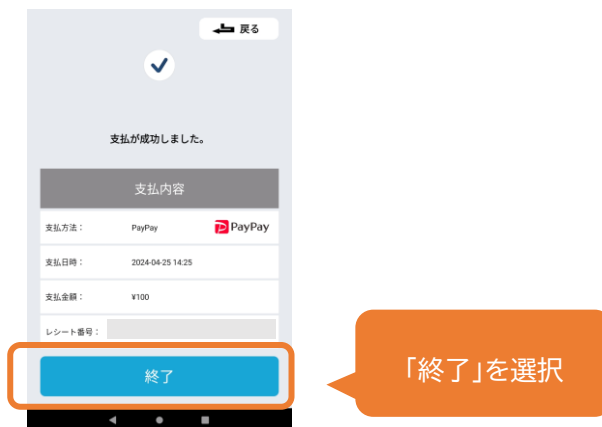 戻る
支払が成功しました。
支払内容
支払方法： PayPay PayPay
支払日時： 2024-04-25 14:25
支払金額： ¥100
レシート番号：
終了
「終了」を選択